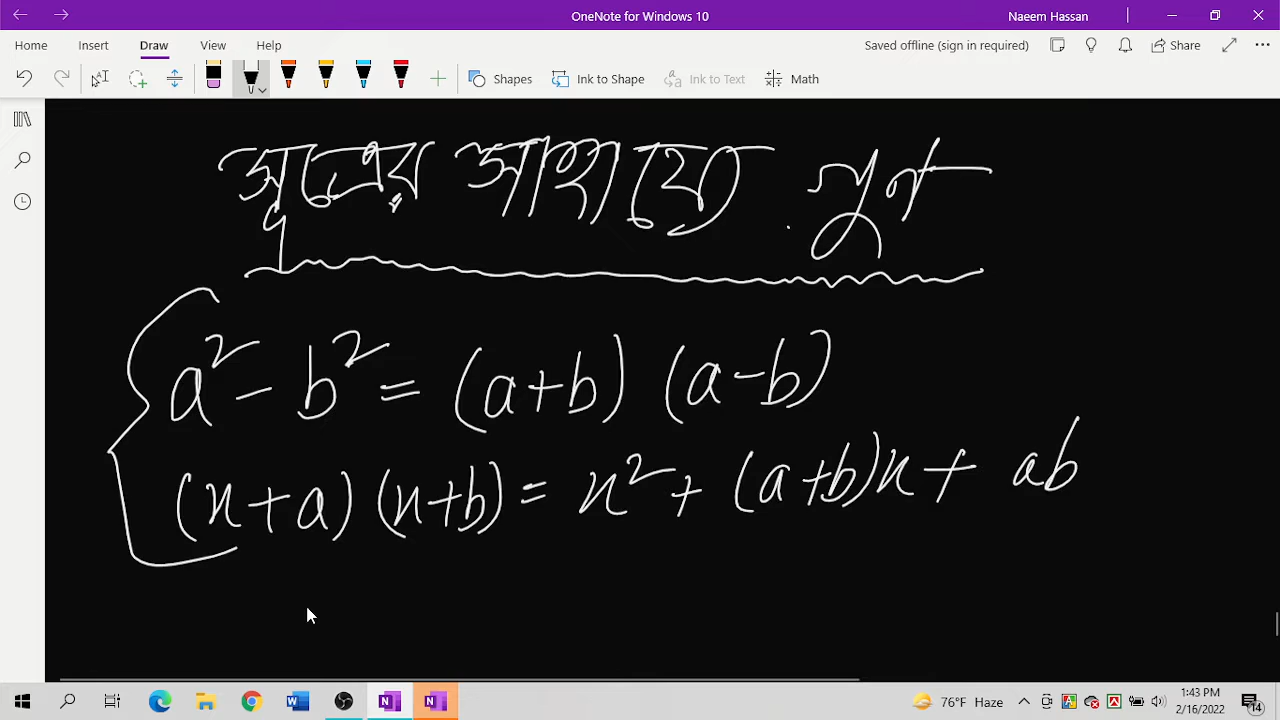 OneNote for Windows 10
Naeem Hassan
Home Insert Draw View Help
Saved offline (sign in required)
Share
Shapes
Ink to Shape
Ink to Text
Math
সূত্রের সাহায্যে গুণ
a² - b² = (a+b) (a-b)
(x+a) (x+b) = x² + (a+b)x + ab
76°F Haze
1:43 PM
2/16/2022
14